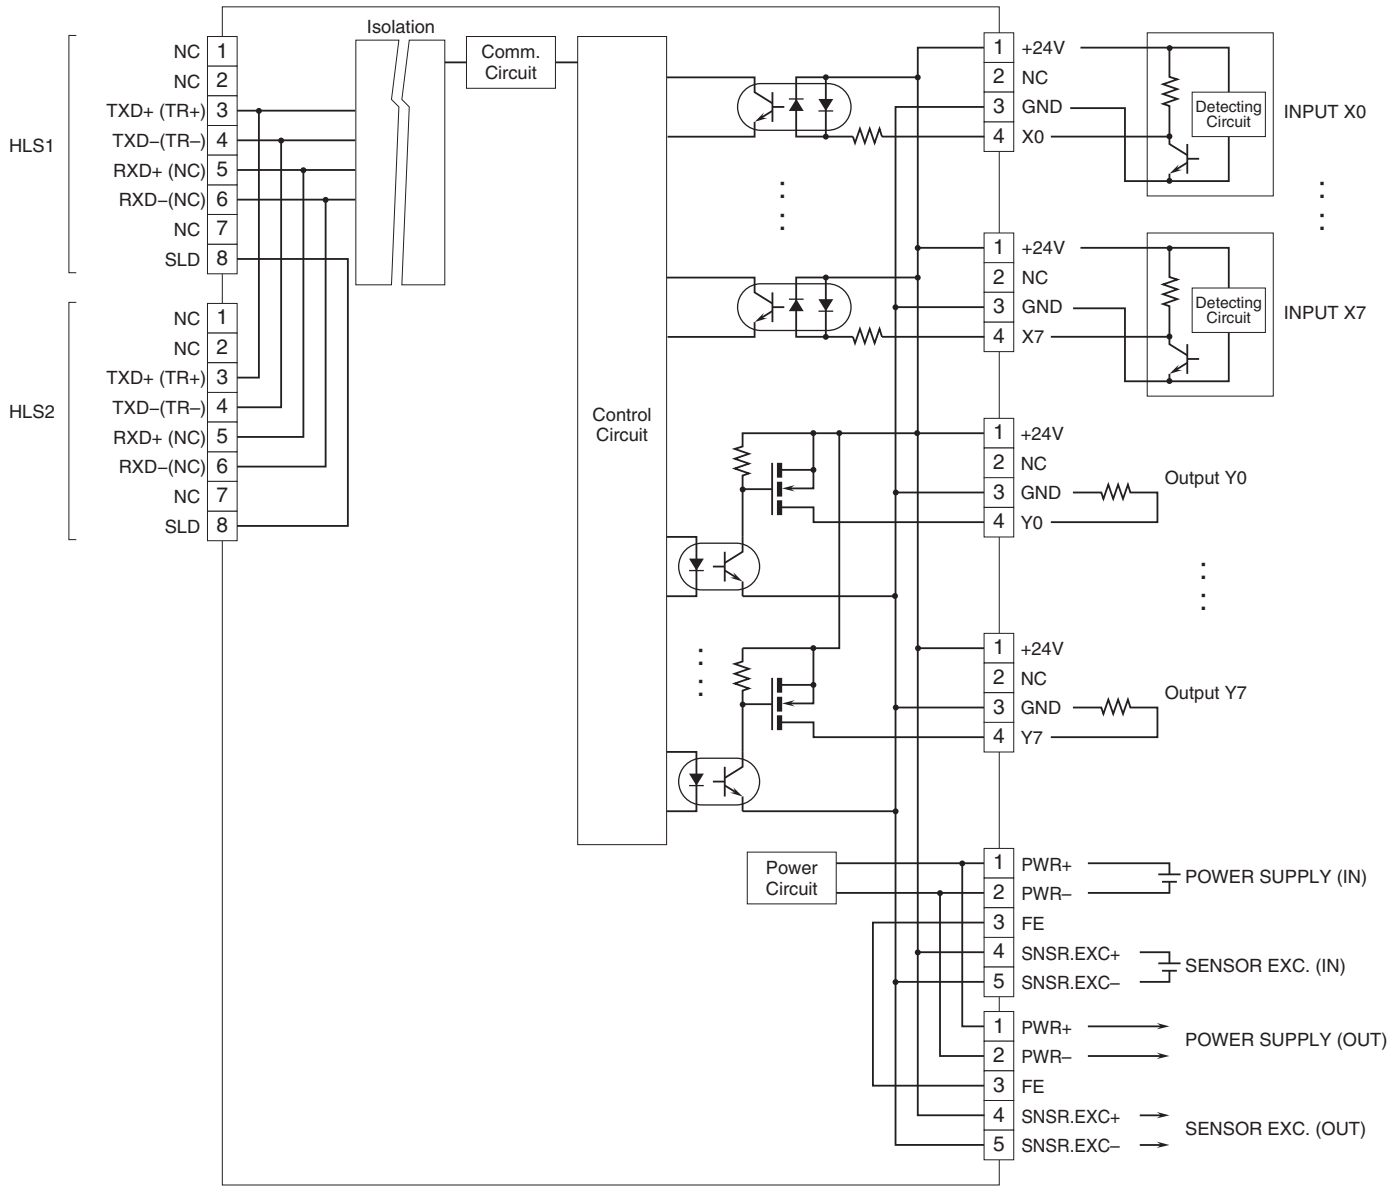 Isolation
Comm.
Circuit
Control
Circuit
HLS1
NC 1
NC 2
TXD+ (TR+) 3
TXD–(TR–) 4
RXD+ (NC) 5
RXD–(NC) 6
NC 7
SLD 8
HLS2
NC 1
NC 2
TXD+ (TR+) 3
TXD–(TR–) 4
RXD+ (NC) 5
RXD–(NC) 6
NC 7
SLD 8
1 +24V
2 NC
3 GND
4 X0
Detecting
Circuit
INPUT X0
1 +24V
2 NC
3 GND
4 X7
Detecting
Circuit
INPUT X7
1 +24V
2 NC
3 GND
4 Y0
Output Y0
1 +24V
2 NC
3 GND
4 Y7
Output Y7
Power
Circuit
1 PWR+
2 PWR–
POWER SUPPLY (IN)
3 FE
4 SNSR.EXC+
5 SNSR.EXC–
SENSOR EXC. (IN)
1 PWR+
2 PWR–
POWER SUPPLY (OUT)
3 FE
4 SNSR.EXC+
5 SNSR.EXC–
SENSOR EXC. (OUT)